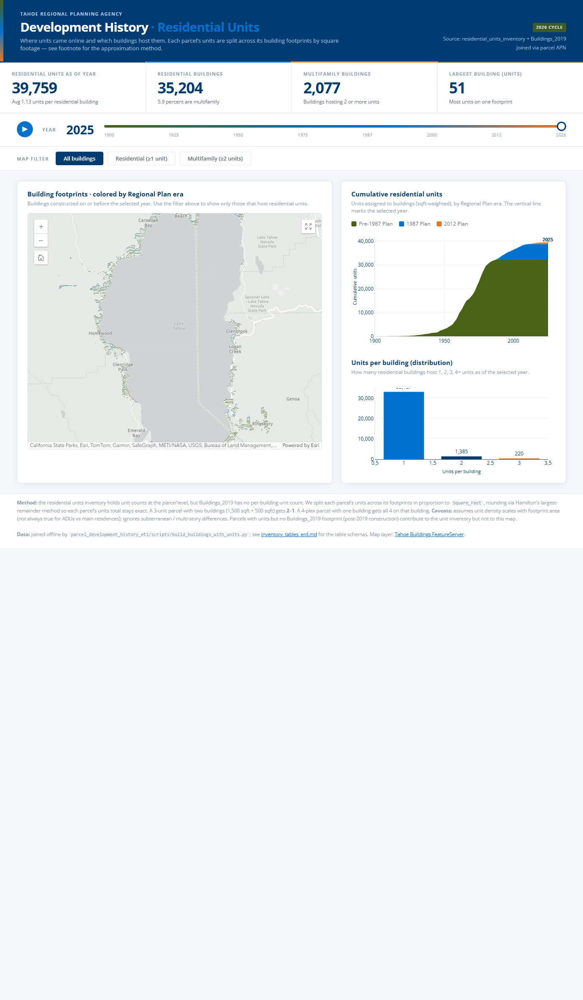 TAHOE REGIONAL PLANNING AGENCY
Development History · Residential Units
Where units came online and which buildings host them. Each parcel’s units are split across its building footprints by square
footage — see footnote for the approximation method.
2026 CYCLE
Source: residential_units_inventory + Buildings_2019
Joined via parcel APN
RESIDENTIAL UNITS AS OF YEAR
39,759
Avg 1.13 units per residential building
RESIDENTIAL BUILDINGS
35,204
5.9 percent are multifamily
MULTIFAMILY BUILDINGS
2,077
Buildings hosting 2 or more units
LARGEST BUILDING (UNITS)
51
Most units on one footprint
YEAR
2025
1900
1925
1950
1975
1987
2000
2012
2025
MAP FILTER
All buildings
Residential (≥1 unit)
Multifamily (≥2 units)
Building footprints · colored by Regional Plan era
Buildings constructed on or before the selected year. Use the filter above to show only those that host residential units.
+
−
Carnelian
Bay
Beach
Lake Tahoe
Nevada
State Park
Spooner Lake
- Lake Tahoe
Nevada
State Park
Lake
Tahoe
Homewood
Glenbrook
Logan
Creek
Glenridge
Park
Genoa
Kingsbury
Emerald
Bay
California State Parks, Esri, TomTom, Garmin, SafeGraph, METI/NASA, USGS, Bureau of Land Management,...
Powered by Esri
Cumulative residential units
Units assigned to buildings (sqft-weighted), by Regional Plan era. The vertical line
marks the selected year.
Pre-1987 Plan
1987 Plan
2012 Plan
2025
40,000
30,000
20,000
10,000
0
Cumulative units
1900
1950
2000
Units per building (distribution)
How many residential buildings host 1, 2, 3, 4+ units as of the selected year.
30,000
20,000
10,000
0
1,385
220
0.5
1
1.5
2
2.5
3
3.5
Units per building
Method: the residential units inventory holds unit counts at the parcel level, but Buildings_2019 has no per-building unit count. We split each parcel’s units across its footprints in proportion to Square_Feet , rounding via Hamilton’s largest-
remainder method so each parcel’s units total stays exact. A 3-unit parcel with two buildings (1,500 sqft + 500 sqft) gets 2–1. A 4-plex parcel with one building gets all 4 on that building. Caveats: assumes unit density scales with footprint area
(not always true for ADUs vs main residences); ignores subterranean / multi-story differences. Parcels with units but no Buildings_2019 footprint (post-2019 construction) contribute to the unit inventory but not to this map.
Data: joined offline by parcel_development_history_etl/scripts/build_buildings_with_units.py ; see inventory_tables_erd.md for the table schemas. Map layer: Tahoe Buildings FeatureServer.